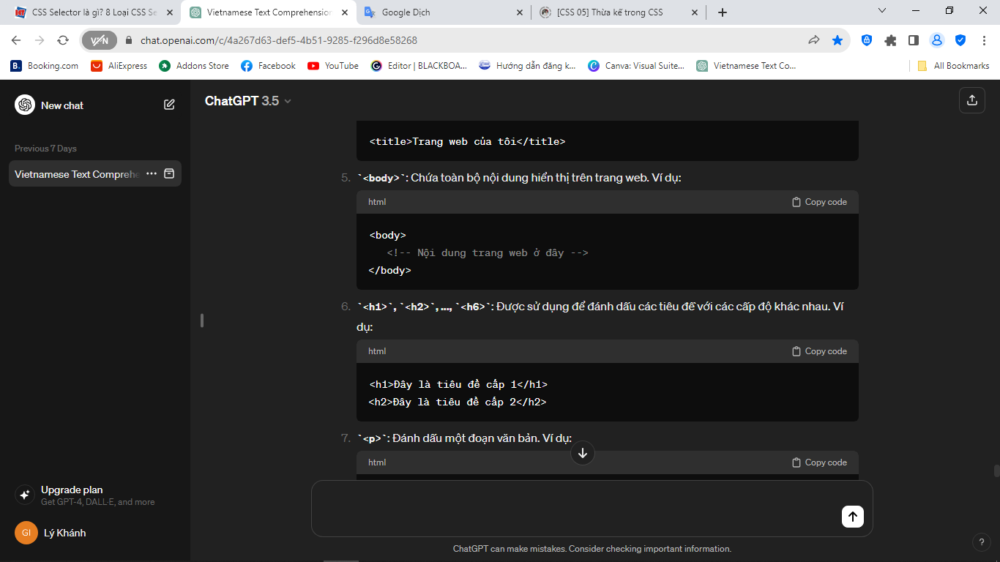 CSS Selector là gì? 8 Loại CSS Se
Vietnamese Text Comprehension
Google Dịch
[CSS 05] Thừa kế trong CSS
VPN
chat.openai.com/c/4a267d63-def5-4b51-9285-f296d8e58268
B. Booking.com
AliExpress
Addons Store
Facebook
YouTube
Editor | BLACKBOA...
Hướng dẫn đăng k...
Canva: Visual Suite...
Vietnamese Text Co...
All Bookmarks
New chat
Previous 7 Days
Vietnamese Text Comprehe
Upgrade plan
Get GPT-4, DALL·E, and more
GI
Lý Khánh
ChatGPT 3.5
<title>Trang web của tôi</title>
5. `<body>`: Chứa toàn bộ nội dung hiển thị trên trang web. Ví dụ:
html
Copy code
<body>
<!-- Nội dung trang web ở đây -->
</body>
6. `<h1>`, `<h2>`, ..., `<h6>`: Được sử dụng để đánh dấu các tiêu đề với các cấp độ khác nhau. Ví
dụ:
html
Copy code
<h1>Đây là tiêu đề cấp 1</h1>
<h2>Đây là tiêu đề cấp 2</h2>
7. `<p>`: Đánh dấu một đoạn văn bản. Ví dụ:
html
Copy code
ChatGPT can make mistakes. Consider checking important information.
?